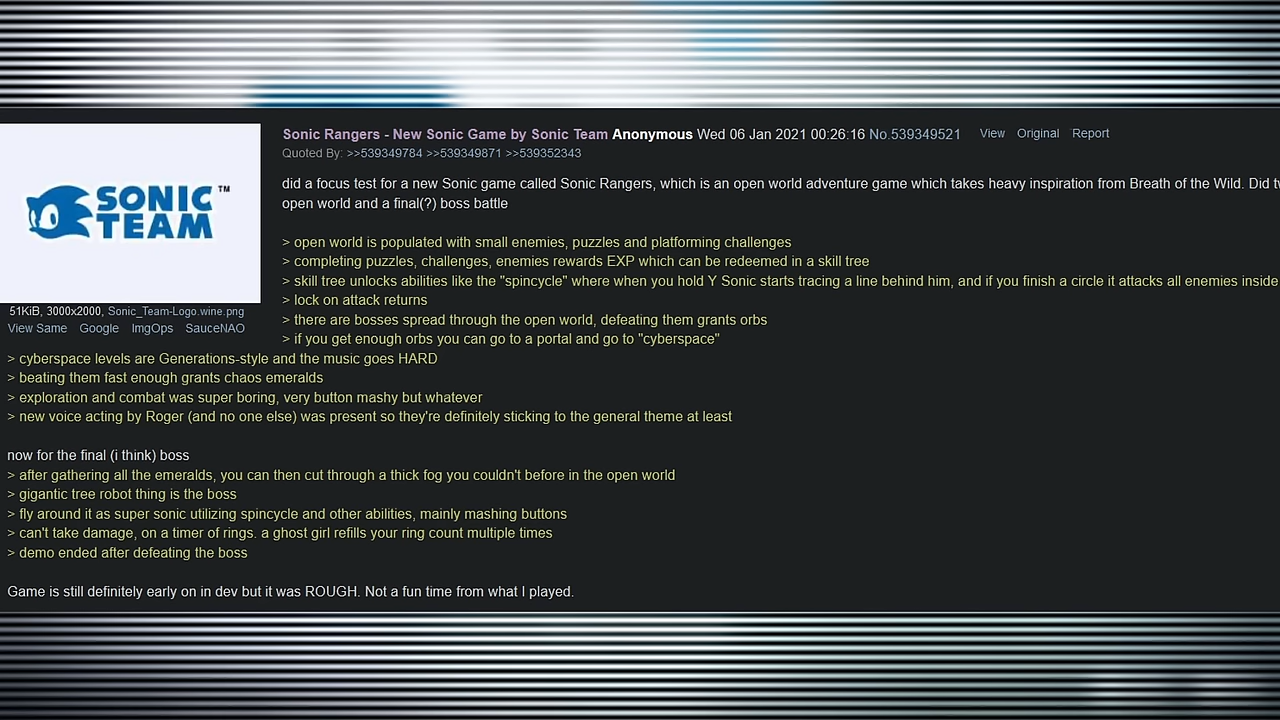 SONIC TEAM ™
Sonic Rangers - New Sonic Game by Sonic Team Anonymous Wed 06 Jan 2021 00:26:16 No.539349521 View Original Report
Quoted By: >>539349784 >>539349871 >>539352343
did a focus test for a new Sonic game called Sonic Rangers, which is an open world adventure game which takes heavy inspiration from Breath of the Wild. Did
open world and a final(?) boss battle
> open world is populated with small enemies, puzzles and platforming challenges
> completing puzzles, challenges, enemies rewards EXP which can be redeemed in a skill tree
> skill tree unlocks abilities like the "spincycle" where when you hold Y Sonic starts tracing a line behind him, and if you finish a circle it attacks all enemies inside
> lock on attack returns
51KiB, 3000x2000, Sonic_Team-Logo.wine.png
> there are bosses spread through the open world, defeating them grants orbs
View Same Google ImgOps SauceNAO
> if you get enough orbs you can go to a portal and go to "cyberspace"
> cyberspace levels are Generations-style and the music goes HARD
> beating them fast enough grants chaos emeralds
> exploration and combat was super boring, very button mashy but whatever
> new voice acting by Roger (and no one else) was present so they're definitely sticking to the general theme at least
now for the final (i think) boss
> after gathering all the emeralds, you can then cut through a thick fog you couldn't before in the open world
> gigantic tree robot thing is the boss
> fly around it as super sonic utilizing spincycle and other abilities, mainly mashing buttons
> can't take damage, on a timer of rings. a ghost girl refills your ring count multiple times
> demo ended after defeating the boss
Game is still definitely early on in dev but it was ROUGH. Not a fun time from what I played.